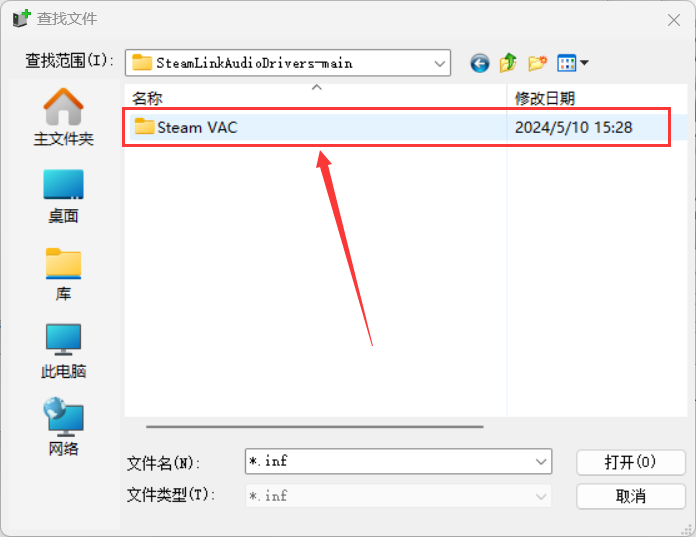 查找文件
查找范围(I):
SteamLinkAudioDrivers-main
名称
修改日期
Steam VAC
2024/5/10 15:28
主文件夹
桌面
库
此电脑
网络
文件名(N):
*.inf
打开(O)
文件类型(T):
*.inf
取消